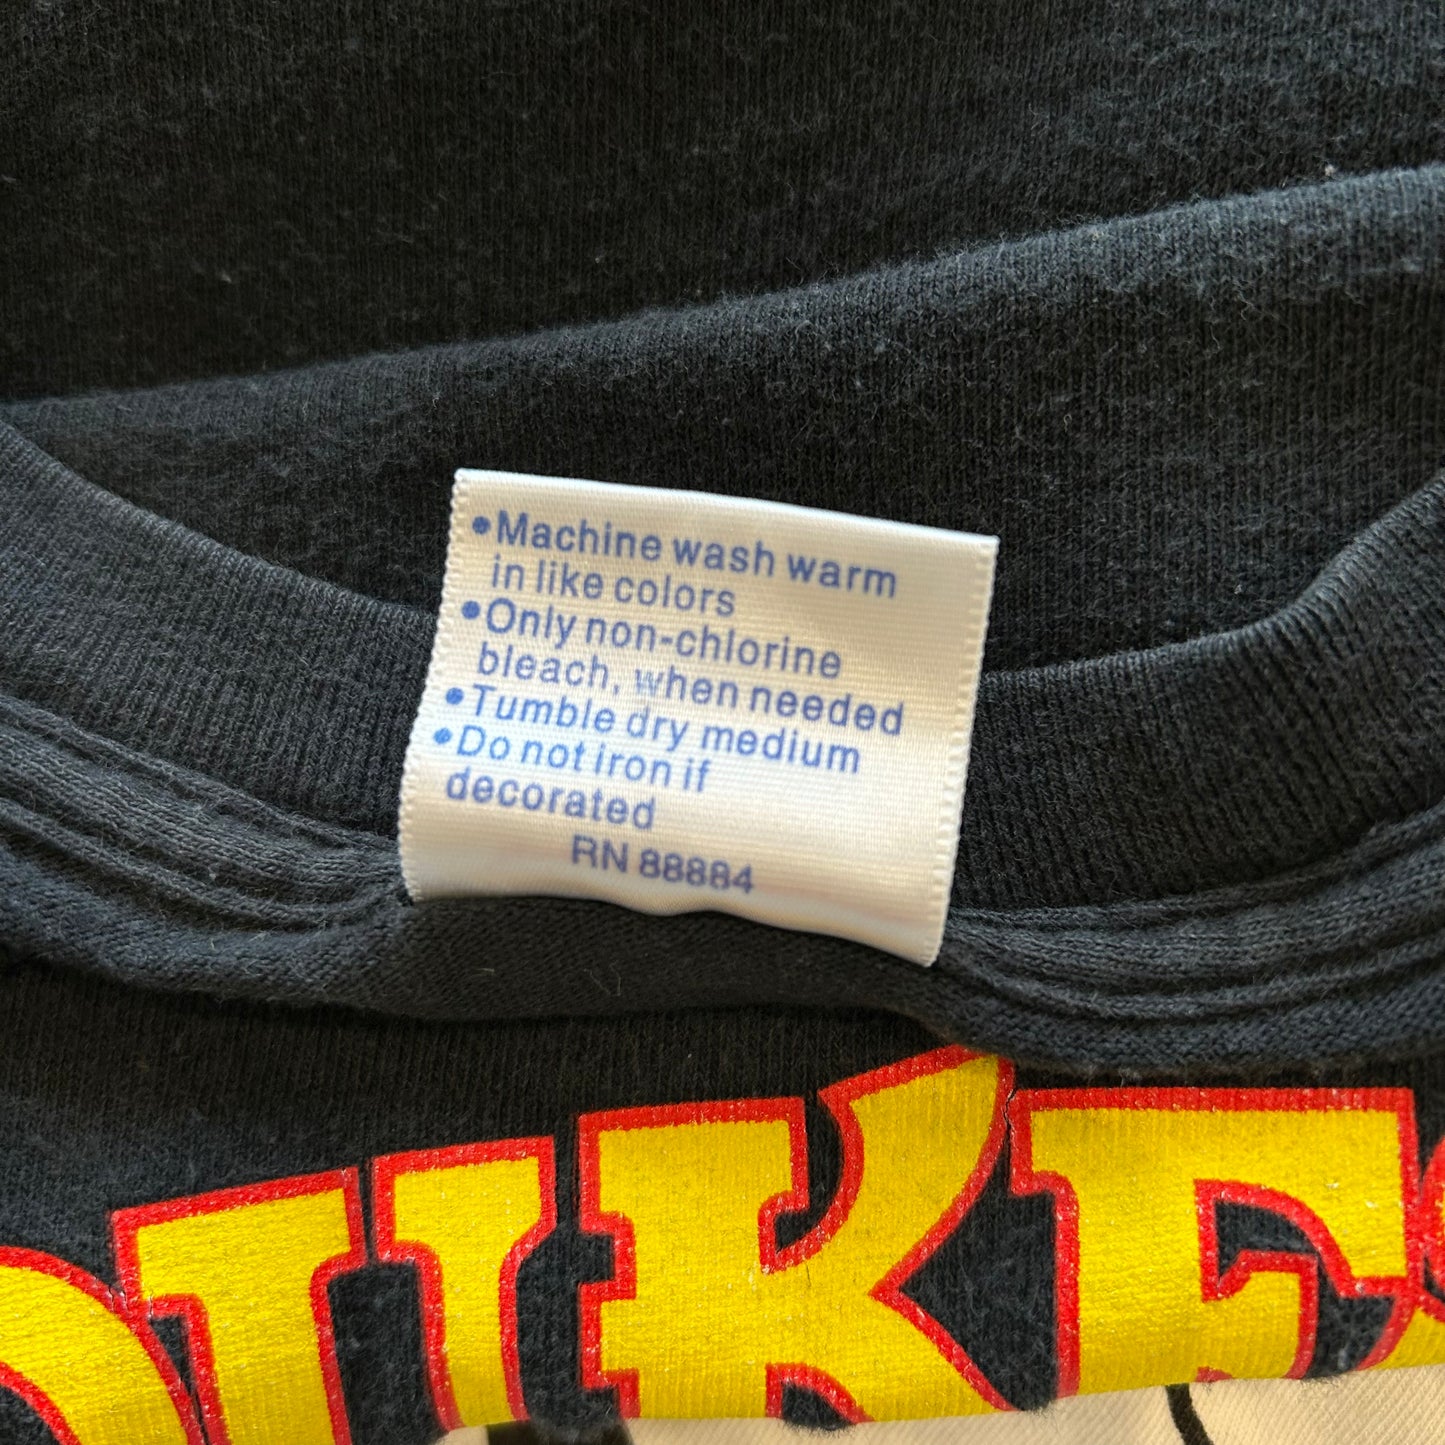 •Machine wash warm
in like colors
•Only non-chlorine
bleach, when needed
•Tumble dry medium
•Do not iron if
decorated
RN 88884
DUKES